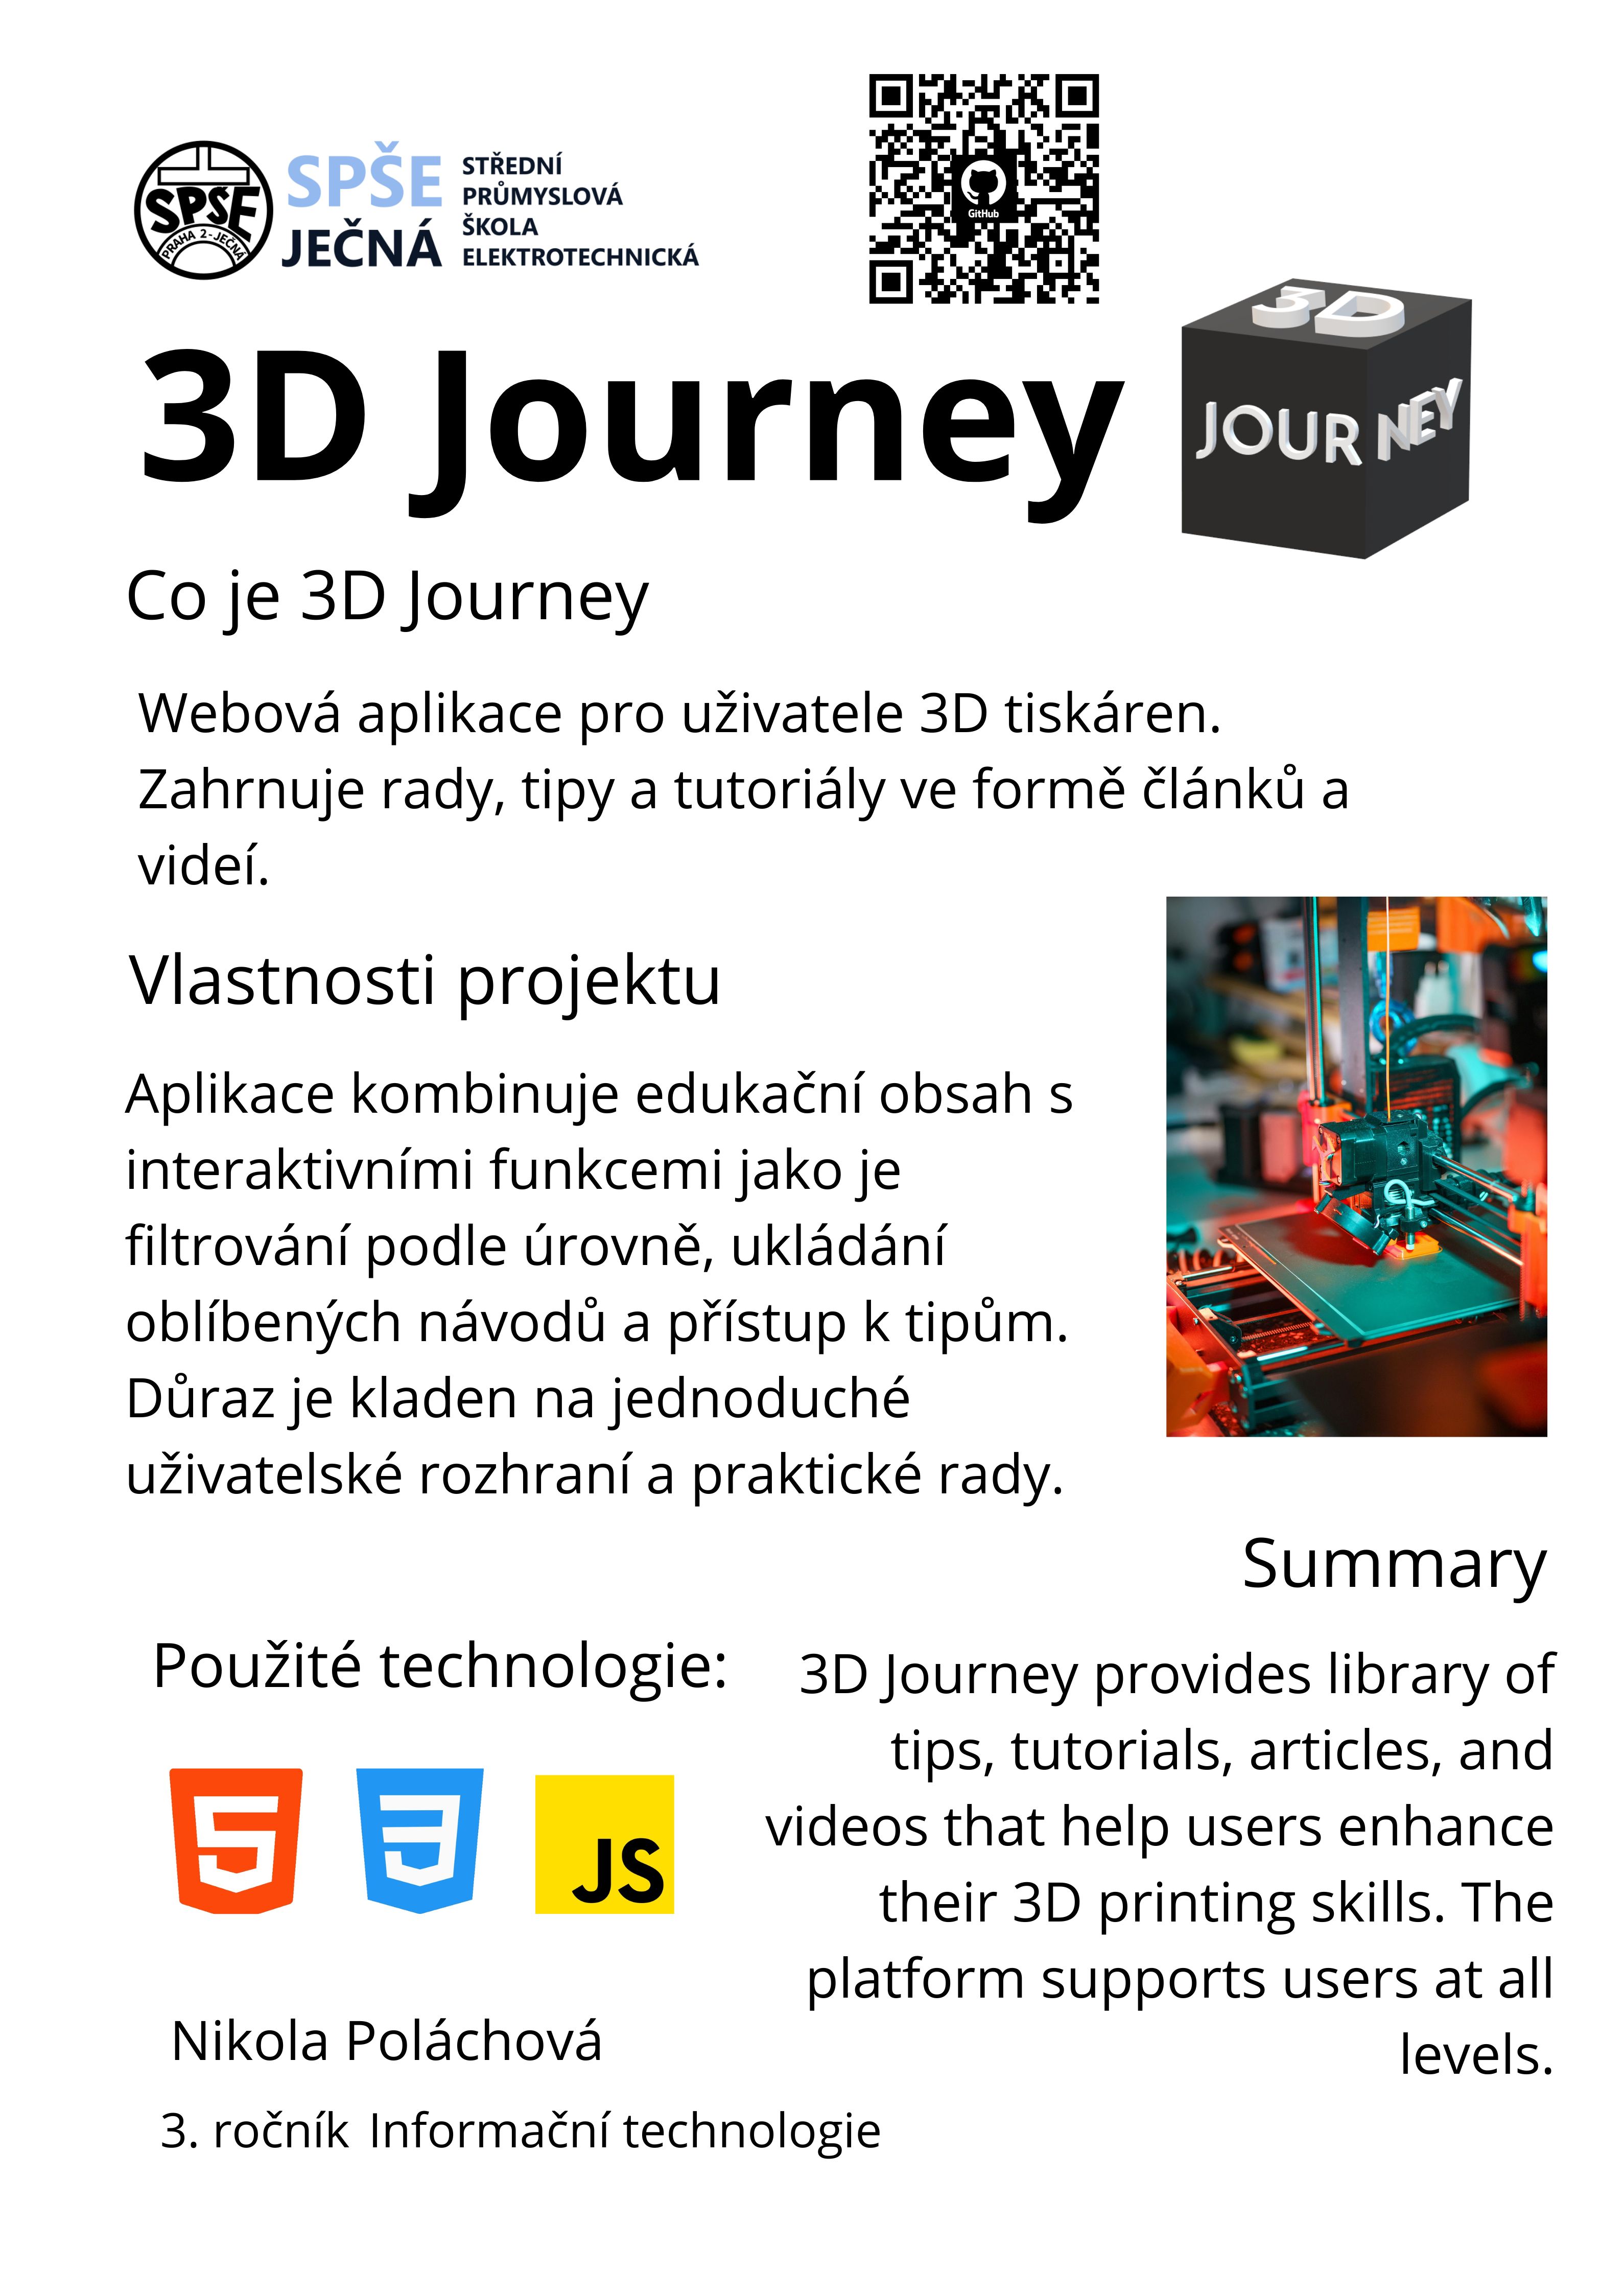 SPŠE
PRAHA 2 - JEČNÁ
SPŠE
JEČNÁ
STŘEDNÍ
PRŮMYSLOVÁ
ŠKOLA
ELEKTROTECHNICKÁ
GitHub
3D Journey
3D
JOURNEY
Co je 3D Journey
Webová aplikace pro uživatele 3D tiskáren.
Zahrnuje rady, tipy a tutoriály ve formě článků a
videí.
Vlastnosti projektu
Aplikace kombinuje edukační obsah s
interaktivními funkcemi jako je
filtrování podle úrovně, ukládání
oblíbených návodů a přístup k tipům.
Důraz je kladen na jednoduché
uživatelské rozhraní a praktické rady.
Použité technologie:
JS
Summary
3D Journey provides library of
tips, tutorials, articles, and
videos that help users enhance
their 3D printing skills. The
platform supports users at all
levels.
Nikola Poláchová
3. ročník Informační technologie